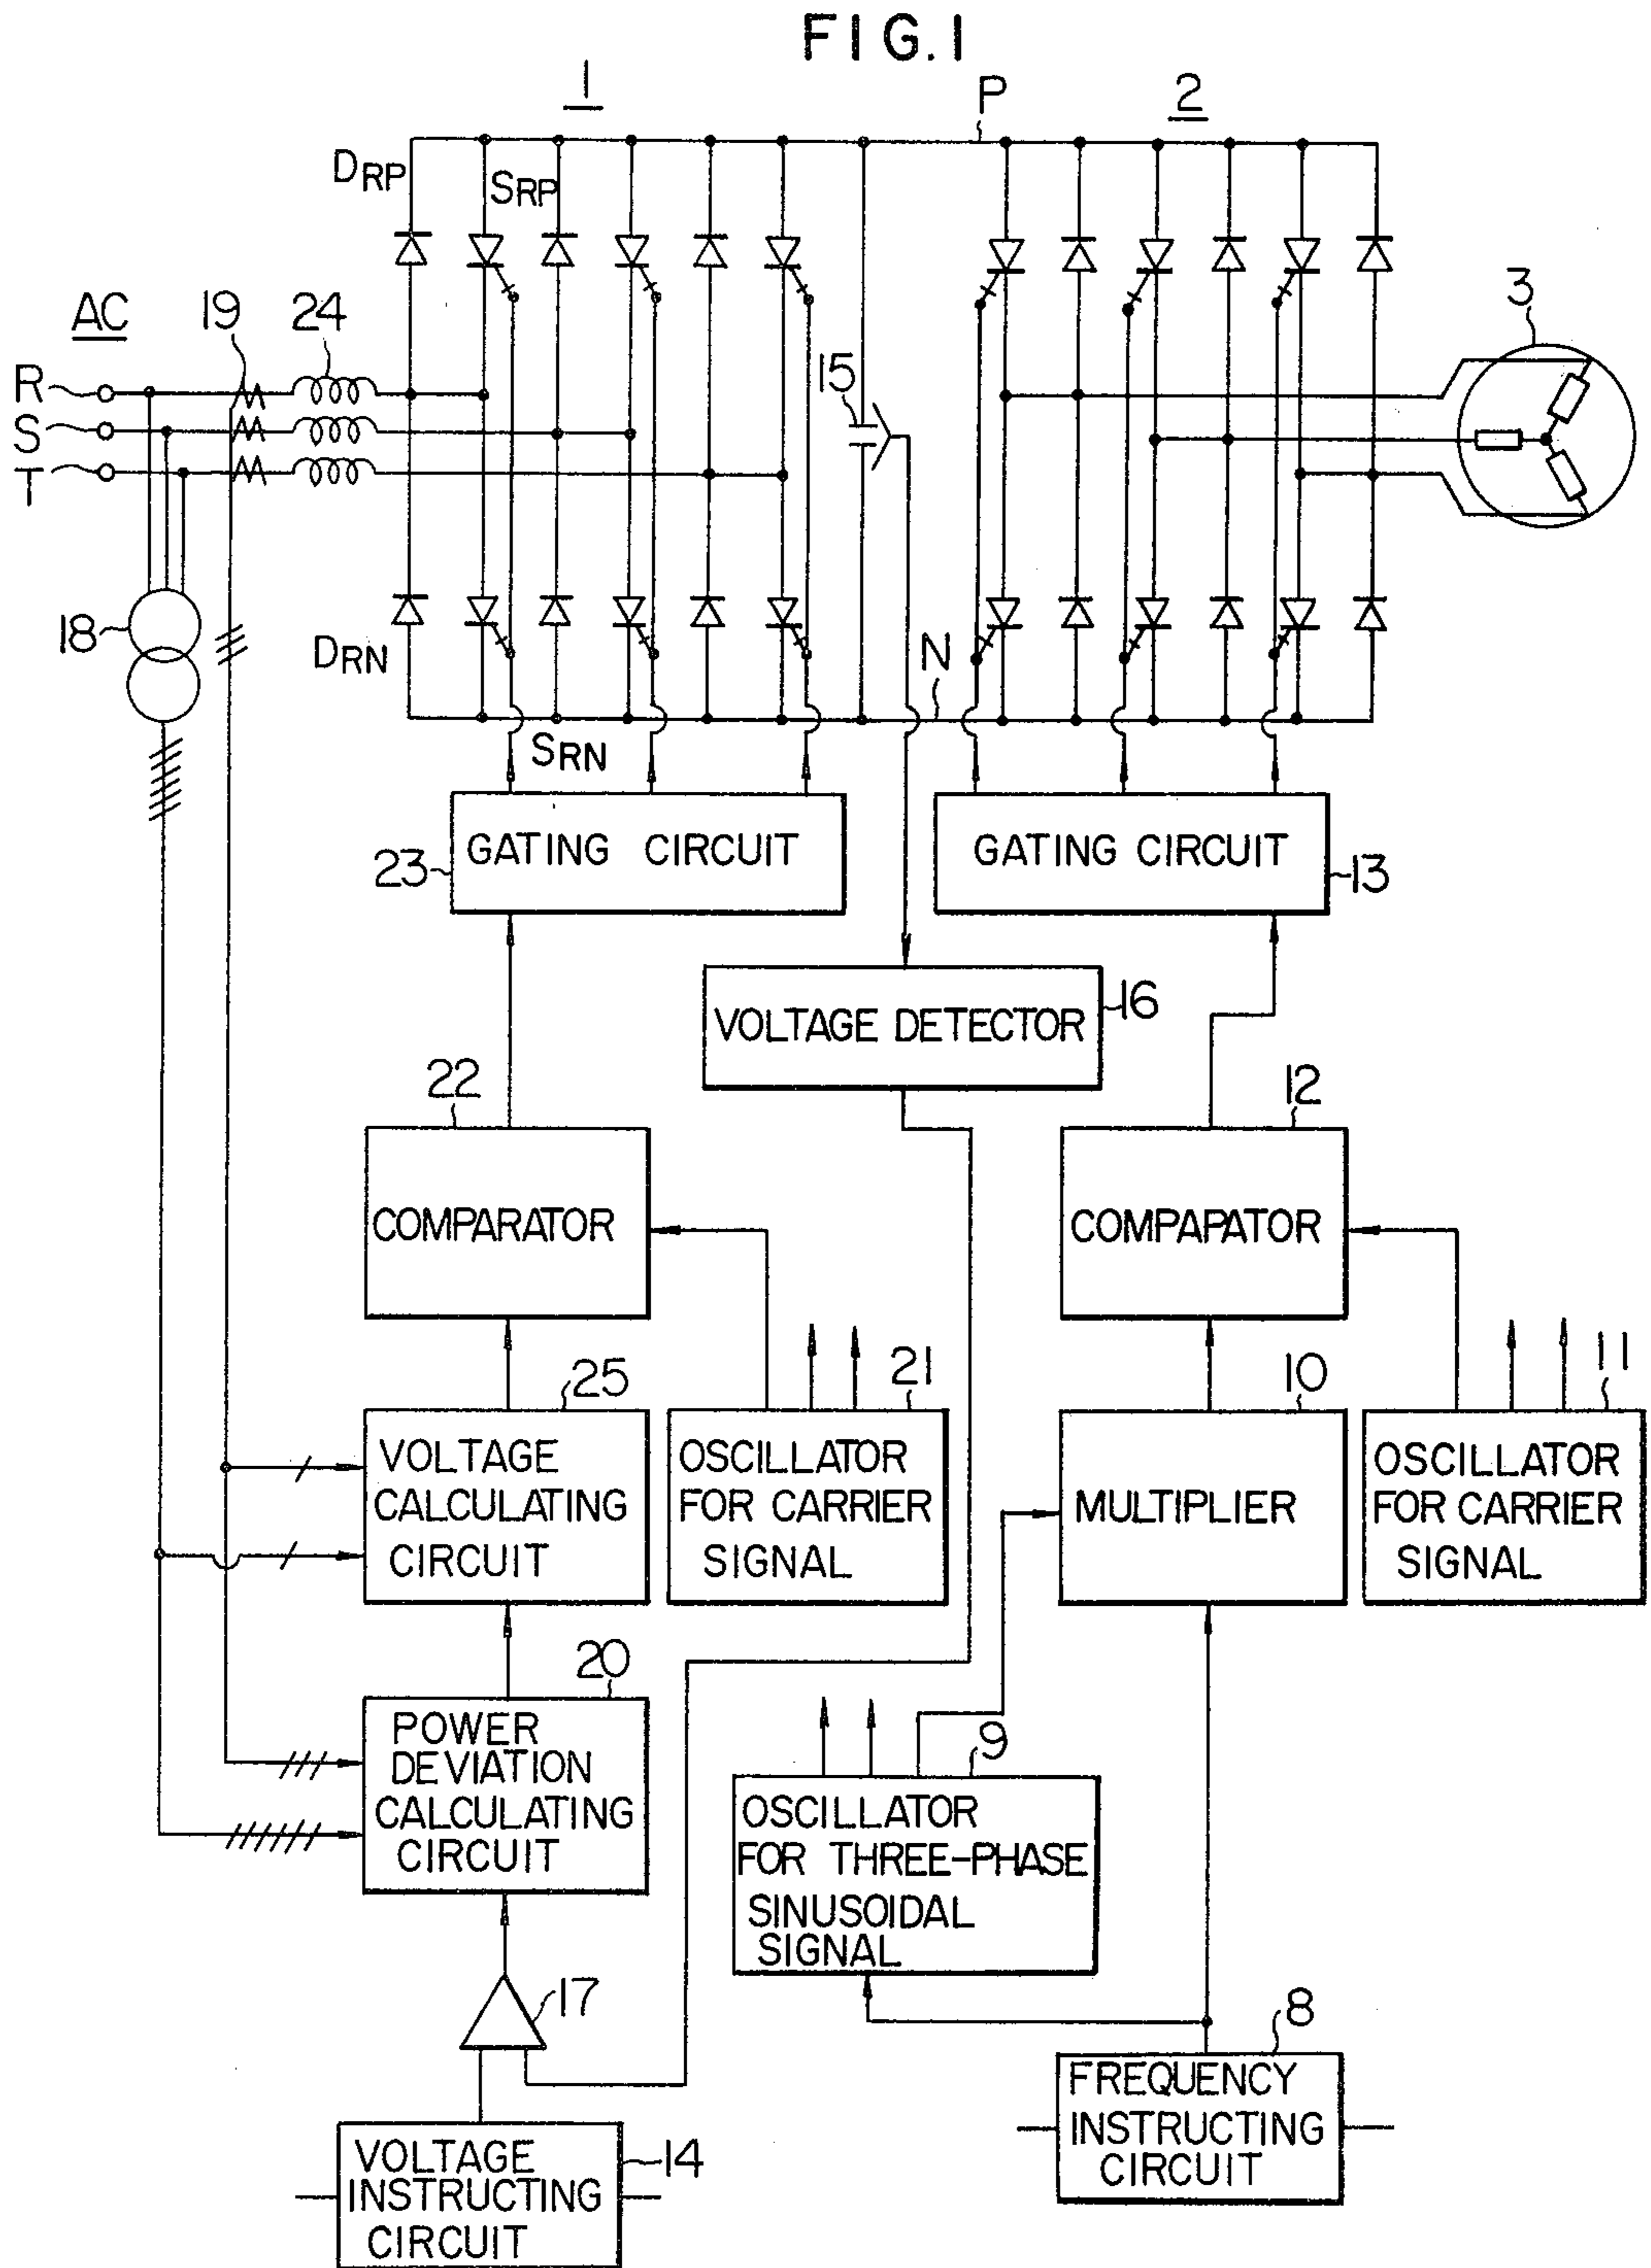 FIG.1
1
P
2
DRP
SRP
AC
19
24
R
S
T
15
3
18
DRN
N
SRN
GATING CIRCUIT
23
GATING CIRCUIT
13
VOLTAGE DETECTOR
16
22
COMPARATOR
12
COMPAPATOR
25
VOLTAGE
CALCULATING
CIRCUIT
21
OSCILLATOR
FOR CARRIER
SIGNAL
10
MULTIPLIER
11
OSCILLATOR
FOR CARRIER
SIGNAL
20
POWER
DEVIATION
CALCULATING
CIRCUIT
9
OSCILLATOR
FOR THREE-PHASE
SINUSOIDAL
SIGNAL
17
8
FREQUENCY
INSTRUCTING
CIRCUIT
VOLTAGE
INSTRUCTING
CIRCUIT
14